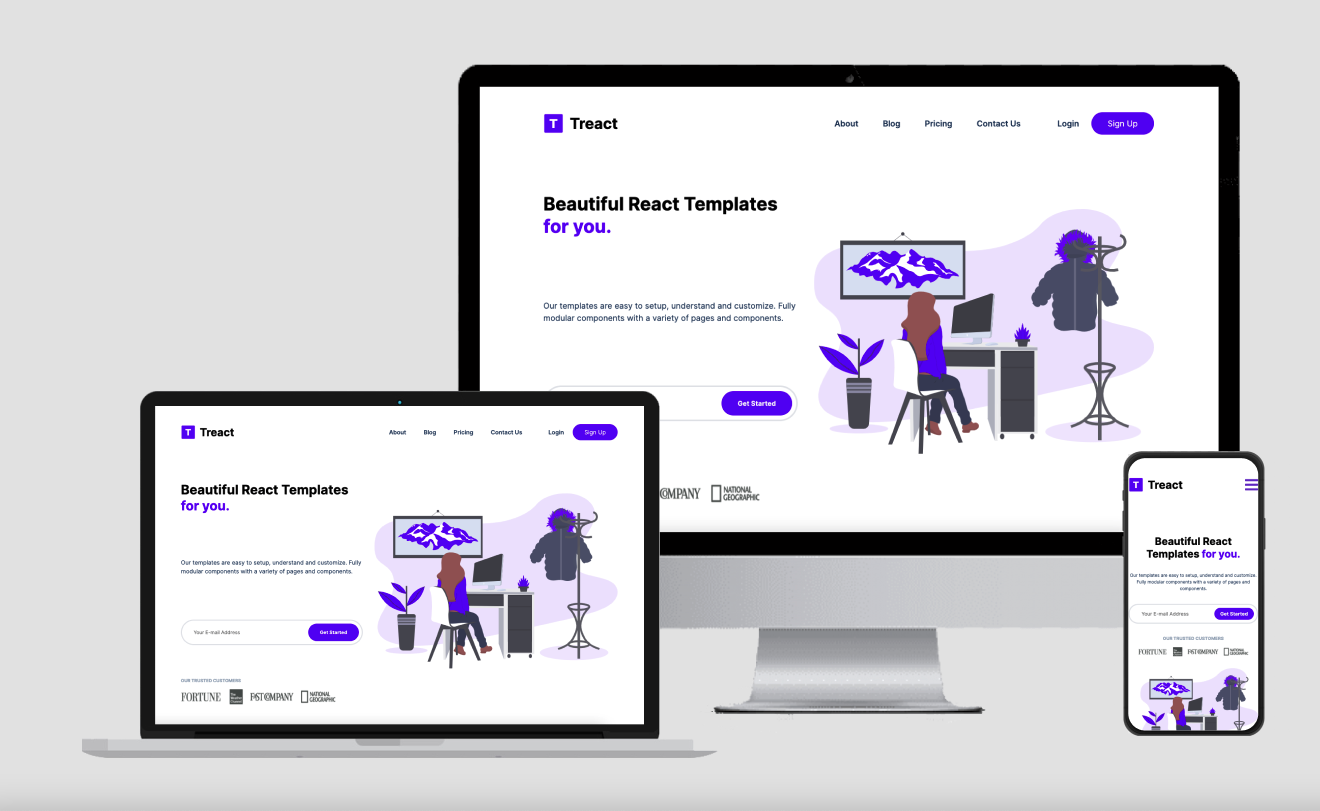 T Treact
About Blog Pricing Contact Us Login Sign Up
Beautiful React Templates
for you.
Our templates are easy to setup, understand and customize. Fully
modular components with a variety of pages and components.
Get Started
COMPANY NATIONAL
GEOGRAPHIC
T Treact
About Blog Pricing Contact Us Login Sign Up
Beautiful React Templates
for you.
Our templates are easy to setup, understand and customize. Fully
modular components with a variety of pages and components.
Your E-mail Address Get Started
OUR TRUSTED CUSTOMERS
FORTUNE FAST COMPANY NATIONAL
GEOGRAPHIC
T Treact
Beautiful React
Templates for you.
Our templates are easy to setup, understand and customize.
Fully modular components with a variety of pages and
components.
Your E-mail Address Get Started
OUR TRUSTED CUSTOMERS
FORTUNE FAST COMPANY NATIONAL
GEOGRAPHIC